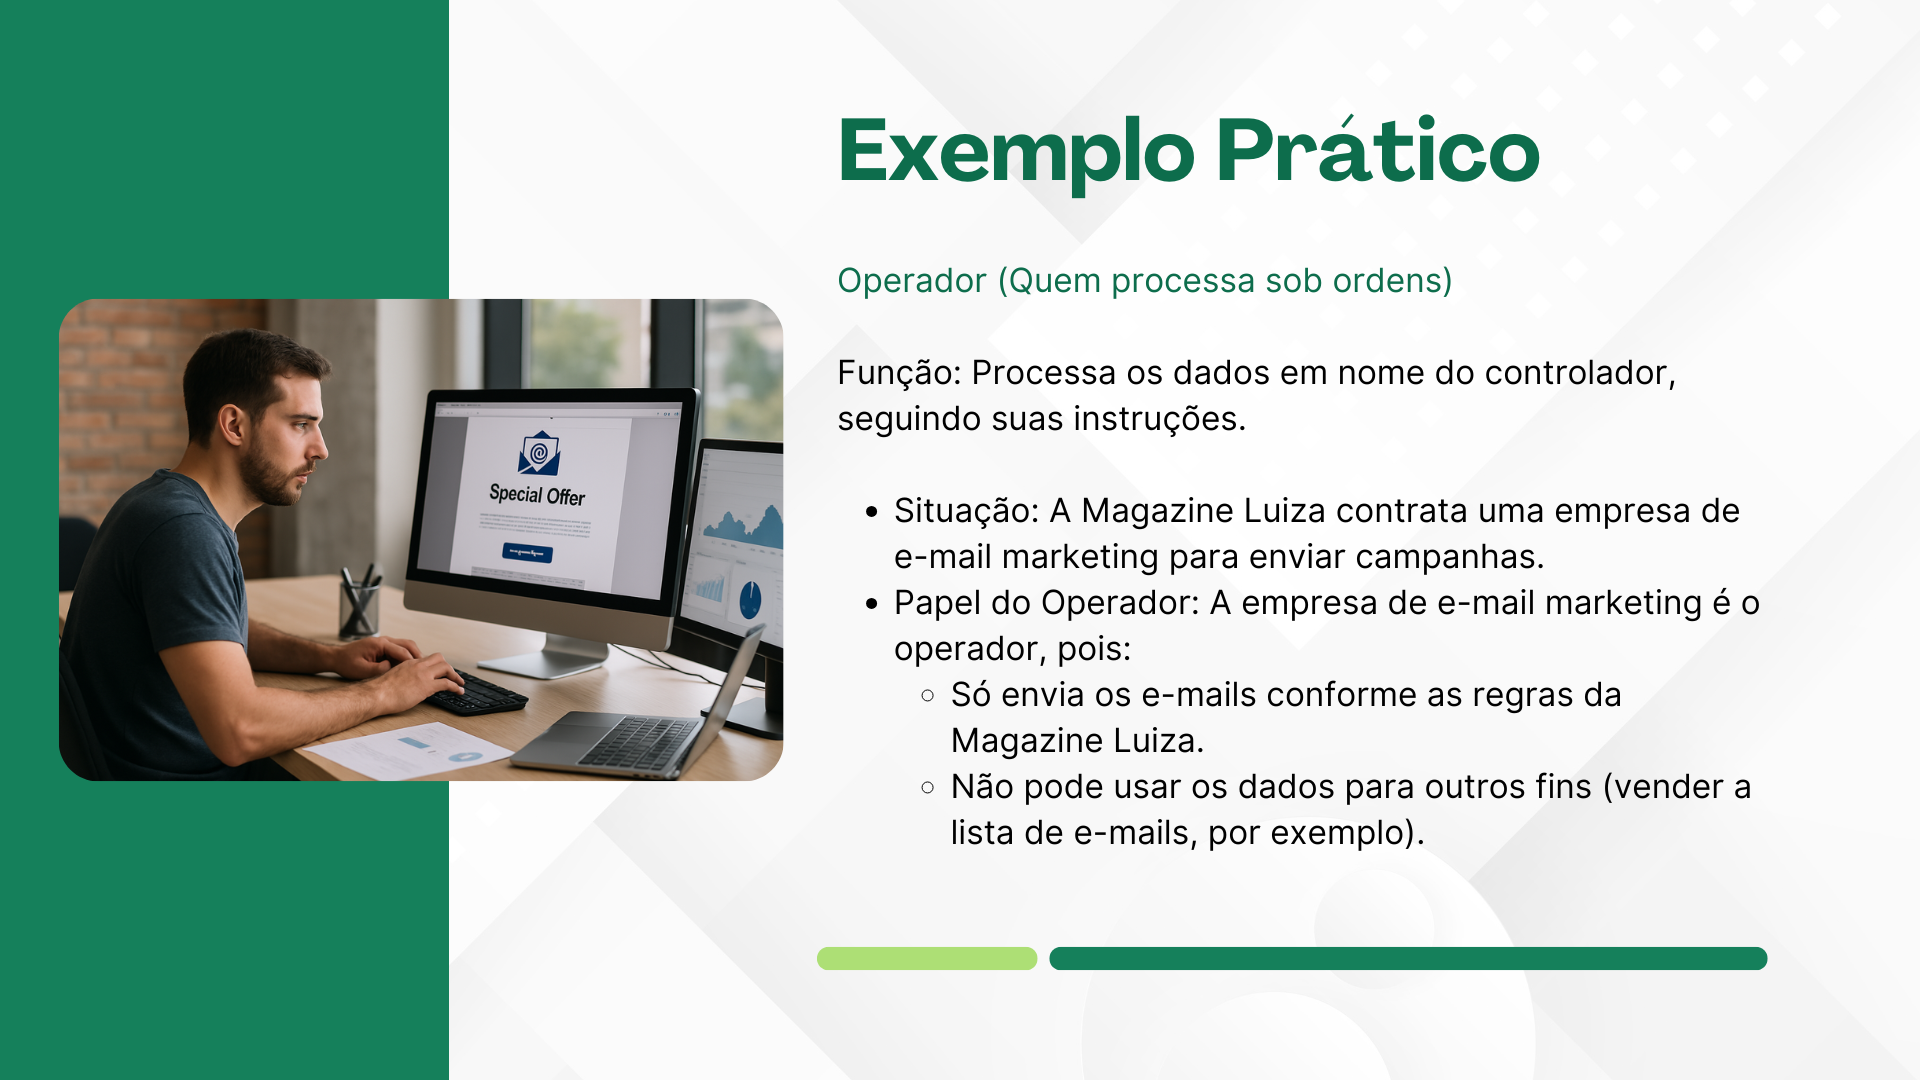 Exemplo Prático
Operador (Quem processa sob ordens)
Função: Processa os dados em nome do controlador,
seguindo suas instruções.
Situação: A Magazine Luiza contrata uma empresa de
e-mail marketing para enviar campanhas.
Papel do Operador: A empresa de e-mail marketing é o
operador, pois:
Só envia os e-mails conforme as regras da
Magazine Luiza.
Não pode usar os dados para outros fins (vender a
lista de e-mails, por exemplo).
Special Offer